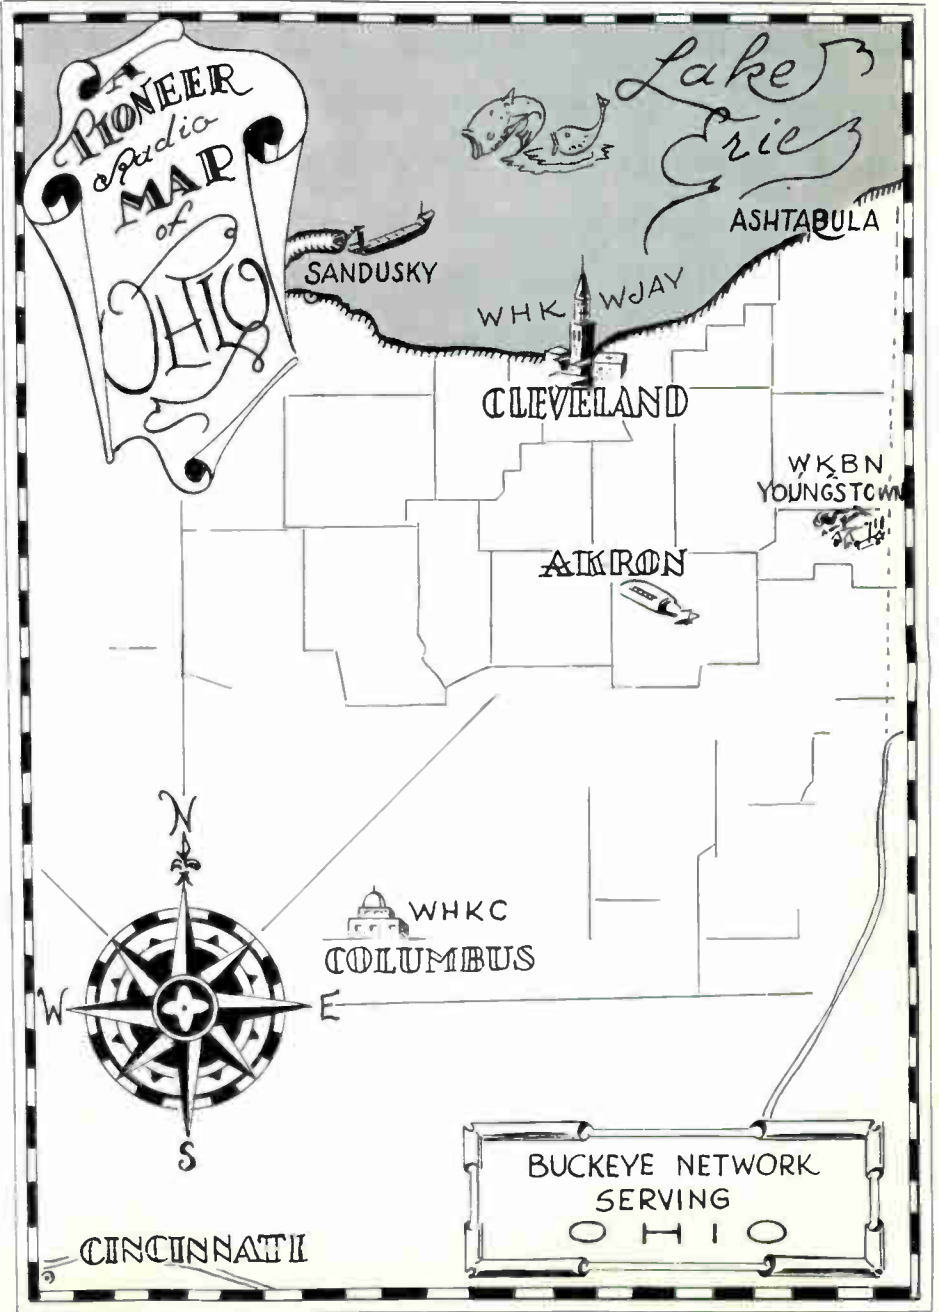 A
PIONEER
Radio
MAP
of
OHIO
Lake
Erie
ASHTABULA
SANDUSKY
WHK WJAY
CLEVELAND
WKBN
YOUNGSTOWN
AKRON
N
WHKC
COLUMBUS
W E
S
BUCKEYE NETWORK
SERVING
OHIO
CINCINNATI